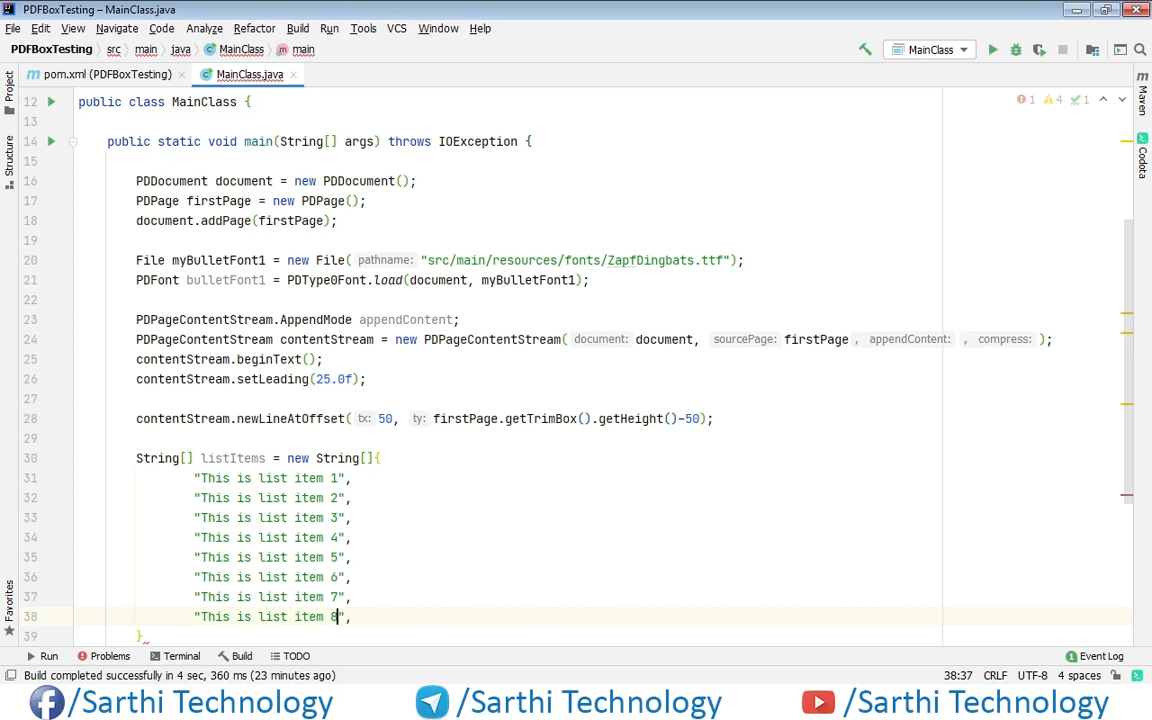 PDFBoxTesting – MainClass.java
File Edit View Navigate Code Analyze Refactor Build Run Tools VCS Window Help
PDFBoxTesting src main java MainClass main MainClass
pom.xml (PDFBoxTesting) MainClass.java
Project
Structure
Favorites
Maven
Codota
1 4 1
12 public class MainClass {
13
14 public static void main(String[] args) throws IOException {
15
16 PDDocument document = new PDDocument();
17 PDPage firstPage = new PDPage();
18 document.addPage(firstPage);
19
20 File myBulletFont1 = new File( pathname: "src/main/resources/fonts/ZapfDingbats.ttf");
21 PDFont bulletFont1 = PDType0Font.load(document, myBulletFont1);
22
23 PDPageContentStream.AppendMode appendContent;
24 PDPageContentStream contentStream = new PDPageContentStream( document: document, sourcePage: firstPage , appendContent: , compress: );
25 contentStream.beginText();
26 contentStream.setLeading(25.0f);
27
28 contentStream.newLineAtOffset( tx: 50, ty: firstPage.getTrimBox().getHeight()-50);
29
30 String[] listItems = new String[]{
31 "This is list item 1",
32 "This is list item 2",
33 "This is list item 3",
34 "This is list item 4",
35 "This is list item 5",
36 "This is list item 6",
37 "This is list item 7",
38 "This is list item 8",
39 }
Run Problems Terminal Build TODO 1 Event Log
Build completed successfully in 4 sec, 360 ms (23 minutes ago) 38:37 CRLF UTF-8 4 spaces
/Sarthi Technology /Sarthi Technology /Sarthi Technology